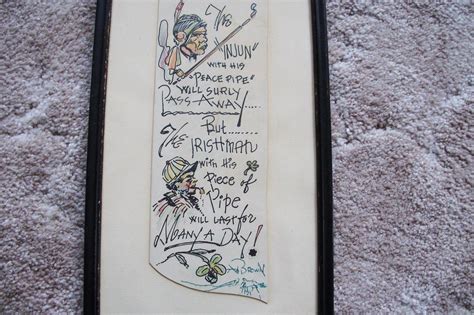 The
"INJUN"
WITH HIS
"PEACE PIPE"
WILL SURLY
PASS AWAY....
BUT........
The IRISHMAN
WITH HIS
PIECE of
PIPE
WILL LAST FOR
MANY A DAY!
Brown